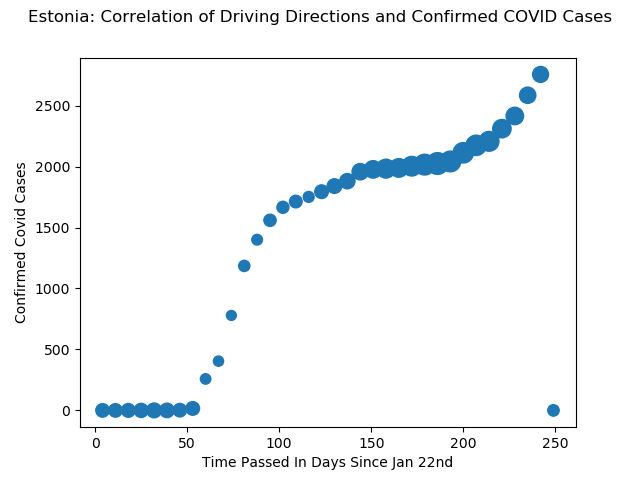 Estonia: Correlation of Driving Directions and Confirmed COVID Cases
Confirmed Covid Cases
2500
2000
1500
1000
500
0
0 50 100 150 200 250
Time Passed In Days Since Jan 22nd